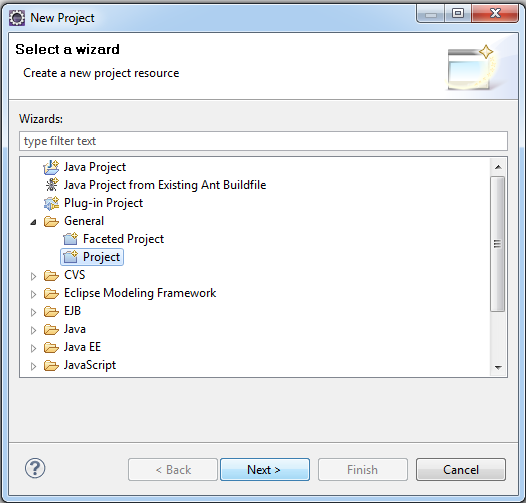 New Project
Select a wizard
Create a new project resource
Wizards:
type filter text
Java Project
Java Project from Existing Ant Buildfile
Plug-in Project
General
Faceted Project
Project
CVS
Eclipse Modeling Framework
EJB
Java
Java EE
JavaScript
?
< Back Next > Finish Cancel